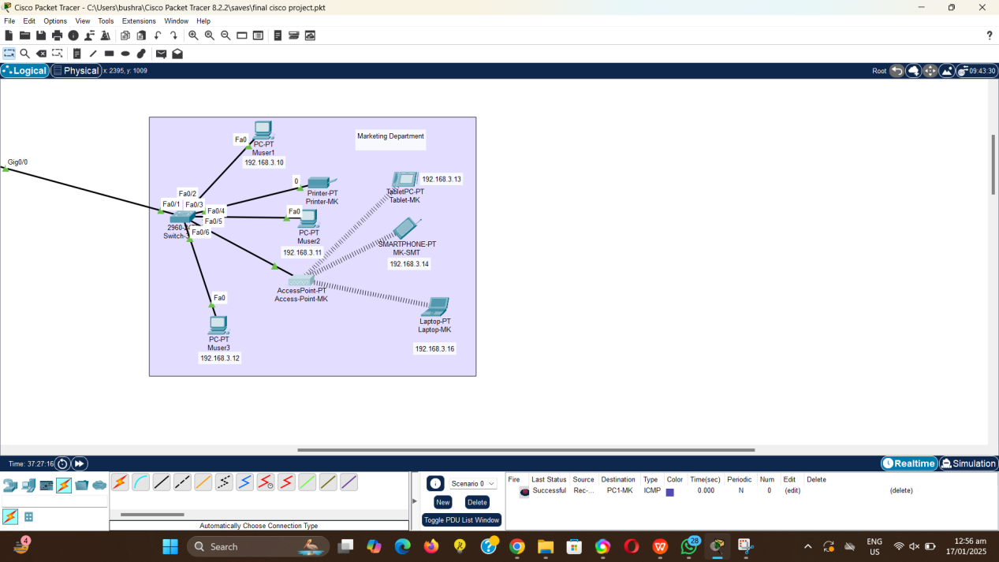 Cisco Packet Tracer - C:\Users\bushra\Cisco Packet Tracer 8.2.2\saves\final cisco project.pkt
File Edit Options View Tools Extensions Window Help
?
Logical Physical x: 2395, y: 1009 Root 09:43:30
Marketing Department
Fa0
PC-PT
Muser1
192.168.3.10
Gig0/0
0
Printer-PT
Printer-MK
192.168.3.13
TabletPC-PT
Tablet-MK
Fa0/2
Fa0/1 Fa0/3
Fa0/4
Fa0/5
Fa0/6
Fa0
PC-PT
Muser2
192.168.3.11
SMARTPHONE-PT
MK-SMT
192.168.3.14
AccessPoint-PT
Access-Point-MK
Fa0
PC-PT
Muser3
192.168.3.12
Laptop-PT
Laptop-MK
192.168.3.16
Time: 37:27:16 Realtime Simulation
Scenario 0
New Delete
Toggle PDU List Window
Fire Last Status Source Destination Type Color Time(sec) Periodic Num Edit Delete
Successful Rec-... PC1-MK ICMP 0.000 N 0 (edit) (delete)
Automatically Choose Connection Type
4
Search
28
ENG
US
12:56 am
17/01/2025